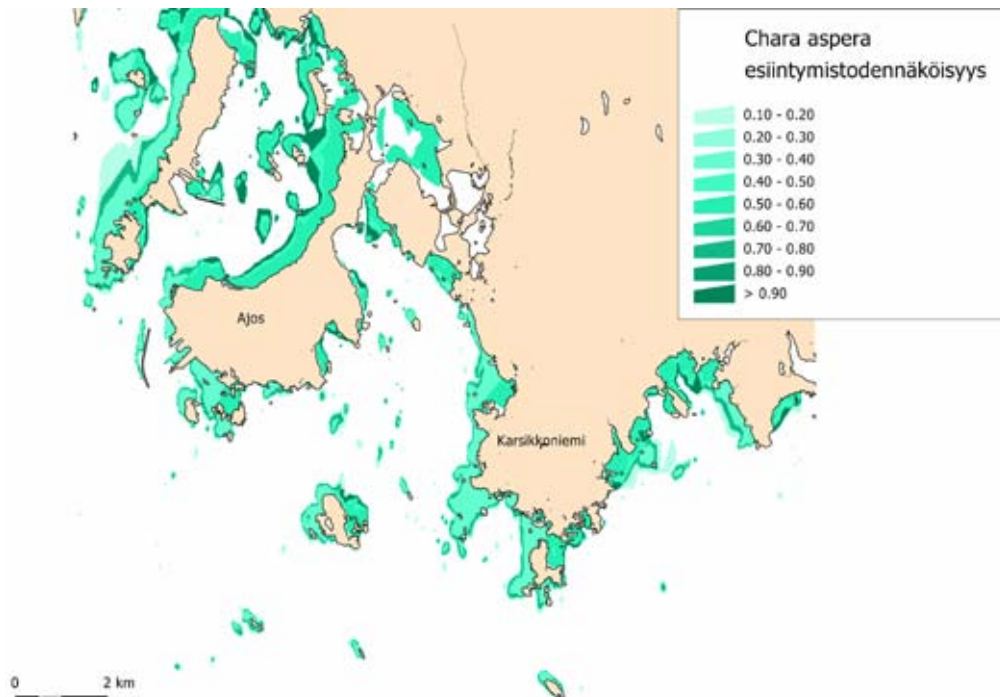 Chara aspera
esiintymistodennäköisyys
0.10 - 0.20
0.20 - 0.30
0.30 - 0.40
0.40 - 0.50
0.50 - 0.60
0.60 - 0.70
0.70 - 0.80
0.80 - 0.90
> 0.90
Ajos
Karsikkoniemi
0 2 km